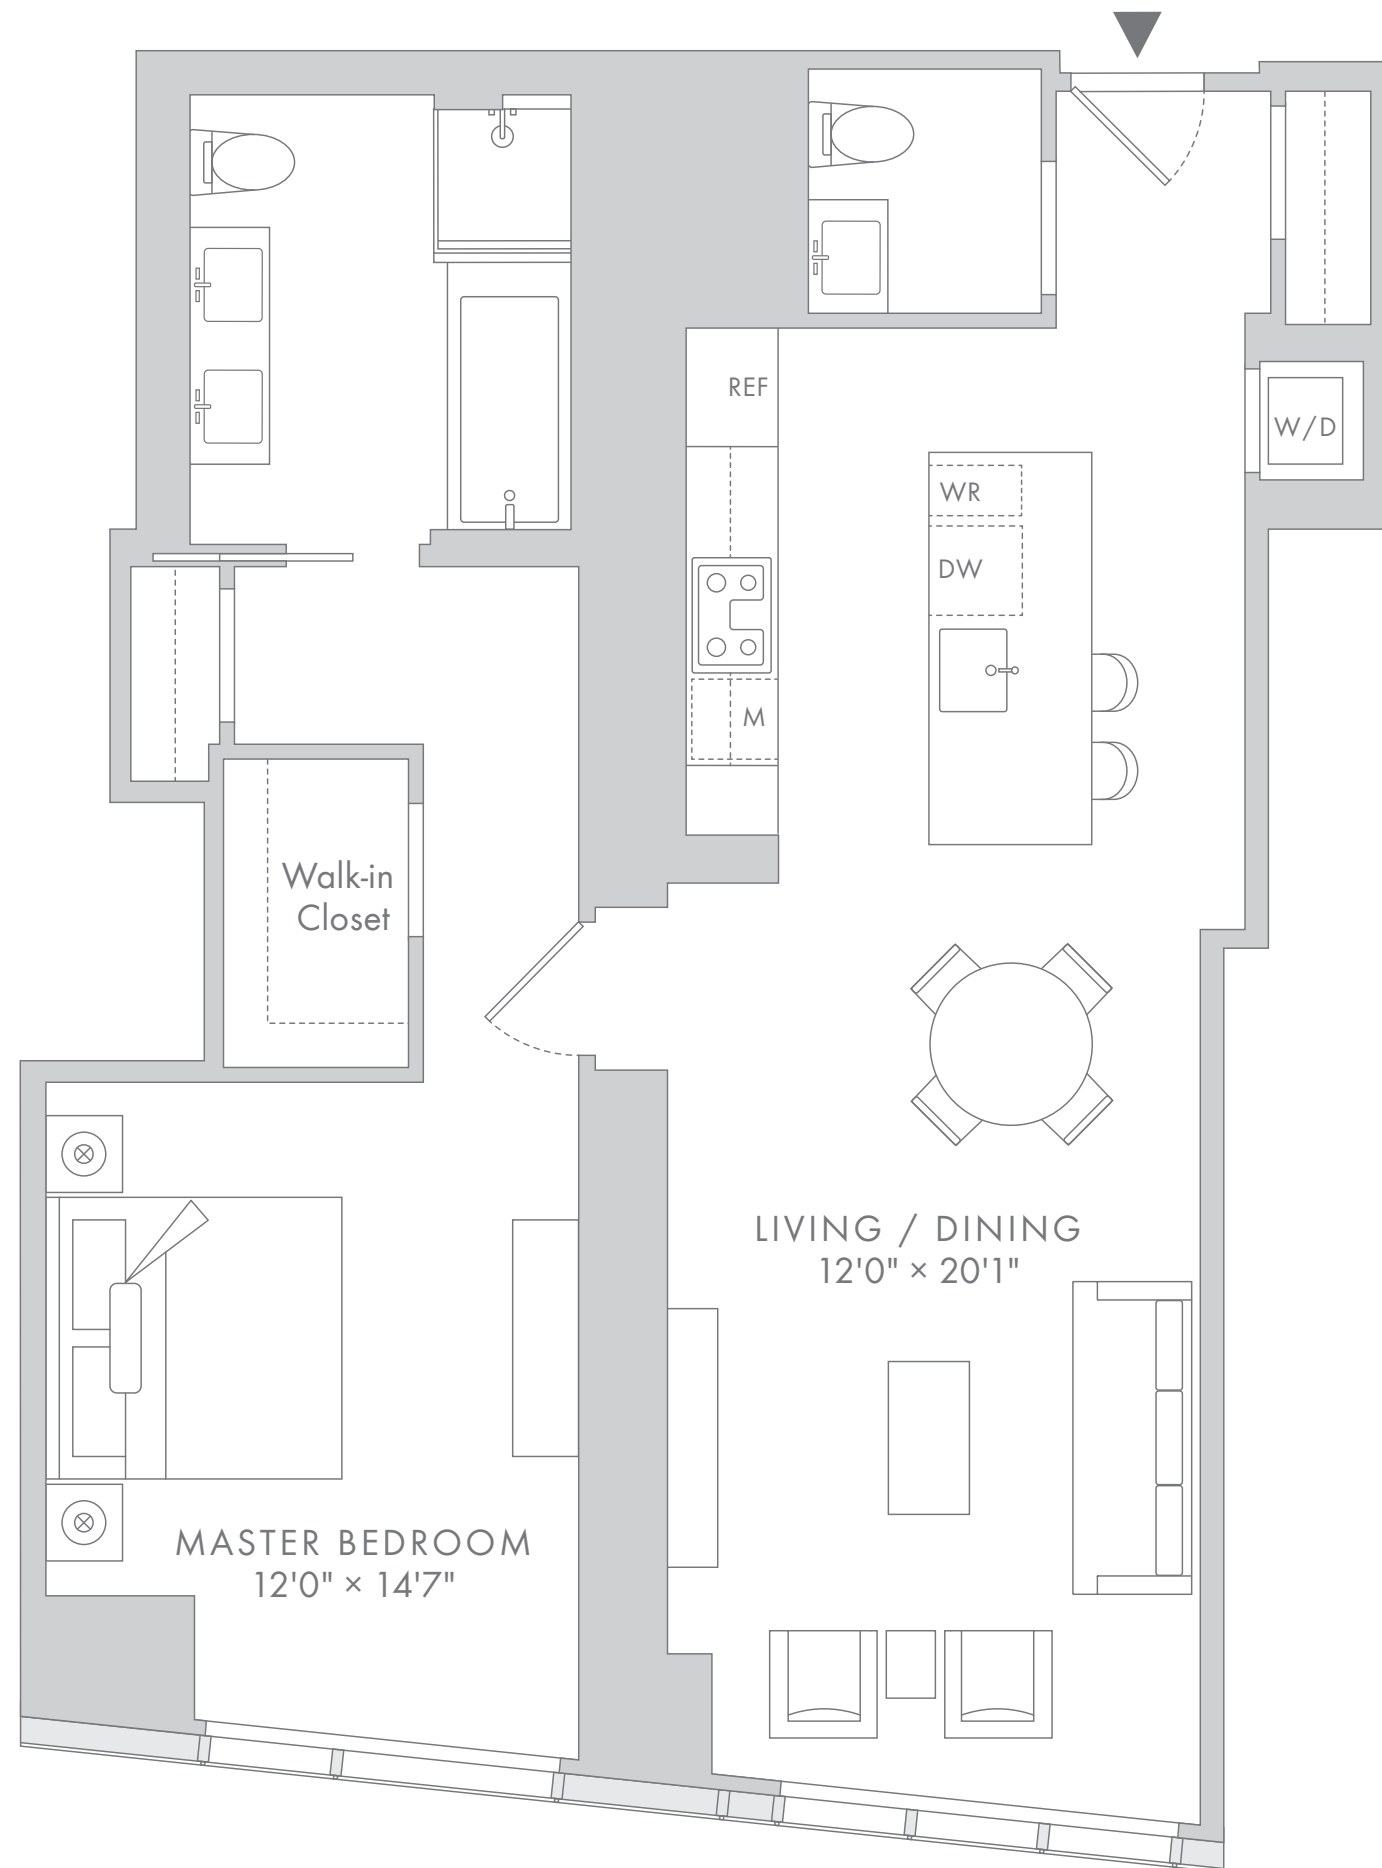 REF
W/D
WR
DW
M
Walk-in
Closet
LIVING / DINING
12'0" × 20'1"
MASTER BEDROOM
12'0" × 14'7"